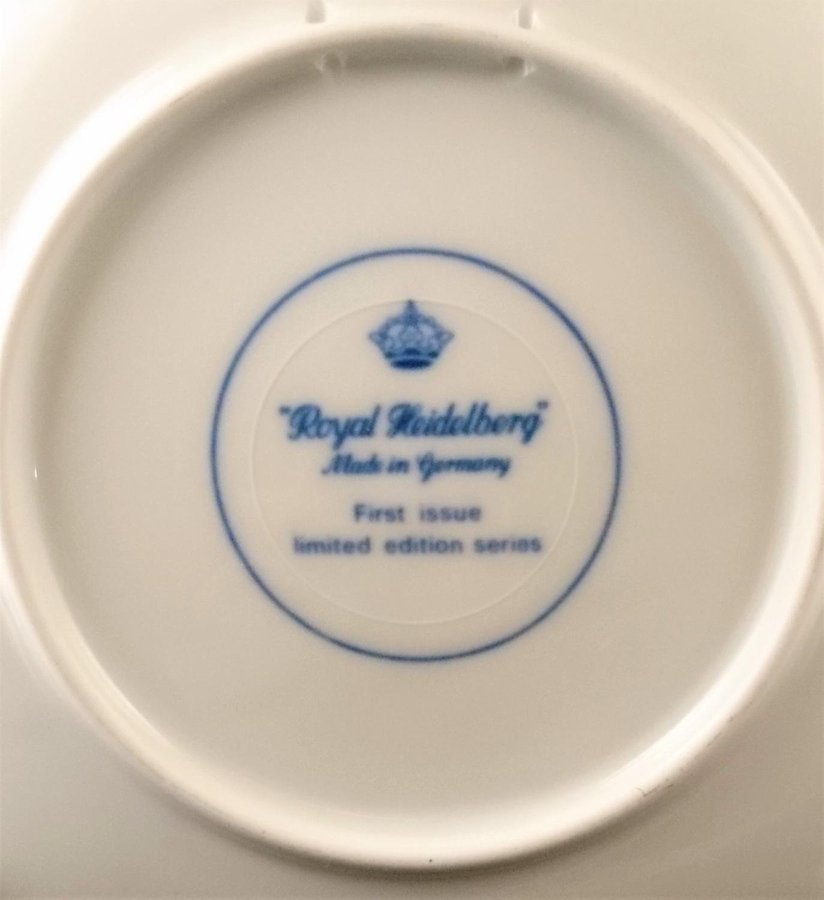 "Royal Heidelberg"
Made in Germany
First issue
limited edition series